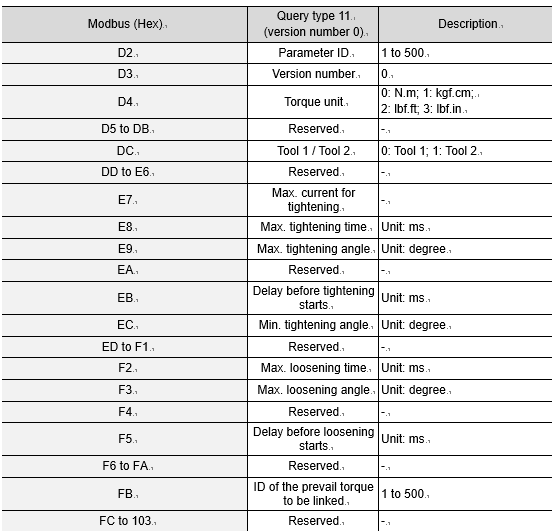 Modbus (Hex) Query type 11 (version number 0) Description
D2 Parameter ID 1 to 500
D3 Version number 0
D4 Torque unit 0: N.m; 1: kgf.cm;
2: lbf.ft; 3: lbf.in
D5 to DB Reserved -
DC Tool 1 / Tool 2 0: Tool 1; 1: Tool 2
DD to E6 Reserved -
E7 Max. current for tightening -
E8 Max. tightening time Unit: ms
E9 Max. tightening angle Unit: degree
EA Reserved -
EB Delay before tightening starts Unit: ms
EC Min. tightening angle Unit: degree
ED to F1 Reserved -
F2 Max. loosening time Unit: ms
F3 Max. loosening angle Unit: degree
F4 Reserved -
F5 Delay before loosening starts Unit: ms
F6 to FA Reserved -
FB ID of the prevail torque to be linked 1 to 500
FC to 103 Reserved -